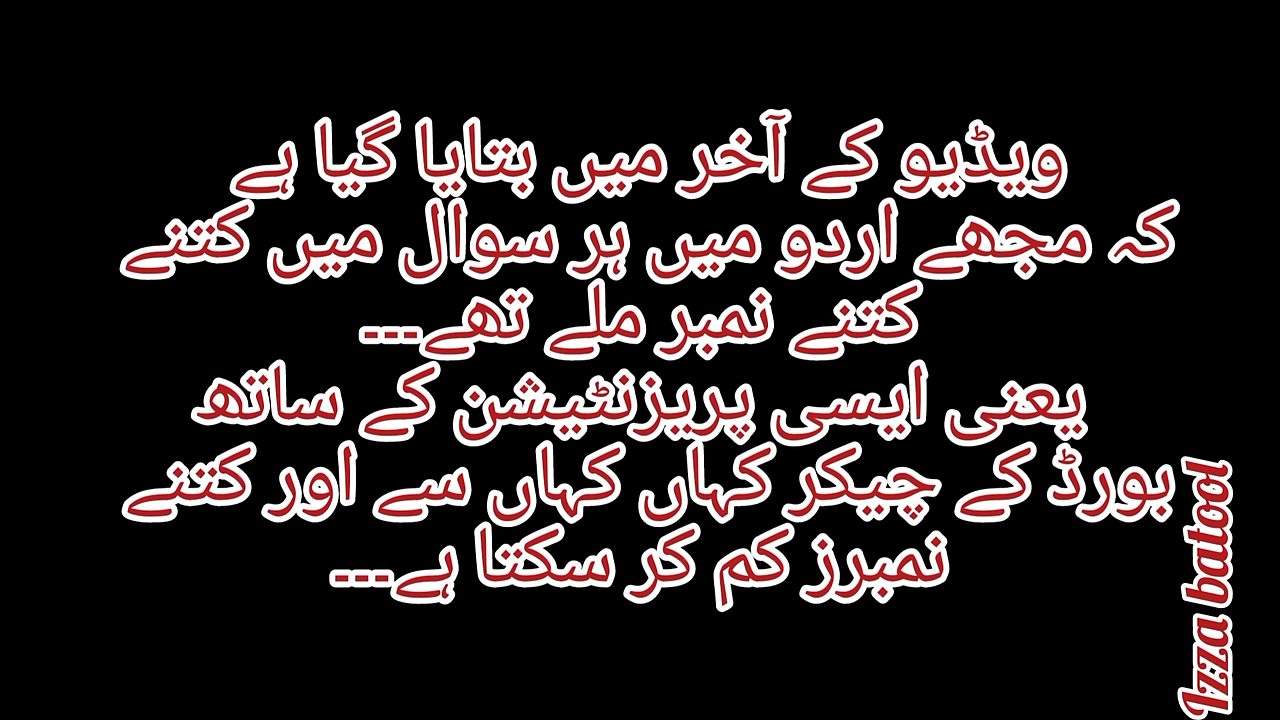 ویڈیو کے آخر میں بتایا گیا ہے
کہ مجھے اردو میں ہر سوال میں کتنے
کتنے نمبر ملے تھے...
یعنی ایسی پریزنٹیشن کے ساتھ
بورڈ کے چیکر کہاں کہاں سے اور کتنے
نمبرز کم کر سکتا ہے...
Izza batool